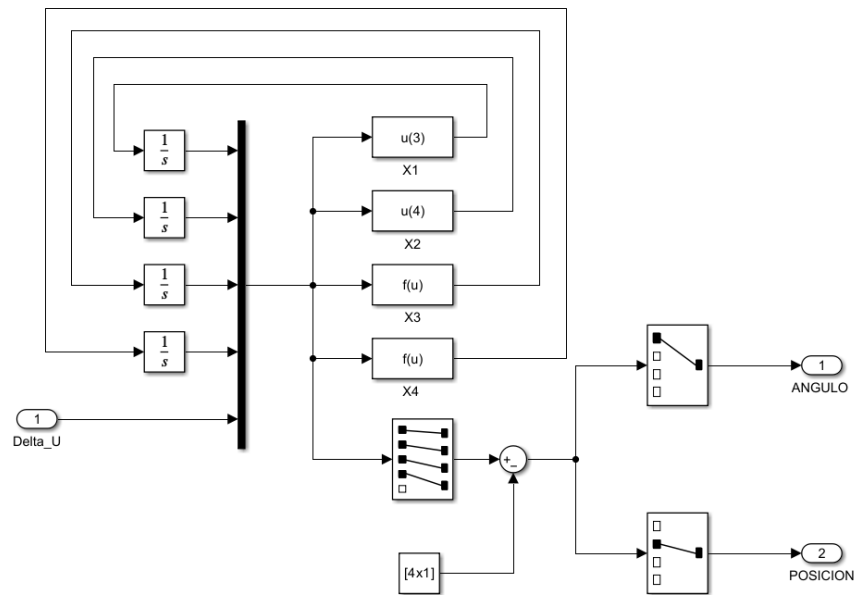 1
s
u(3)
X1
1
s
u(4)
X2
1
s
f(u)
X3
1
s
f(u)
X4
1
ANGULO
1
Delta_U
+
-
[4x1]
2
POSICION